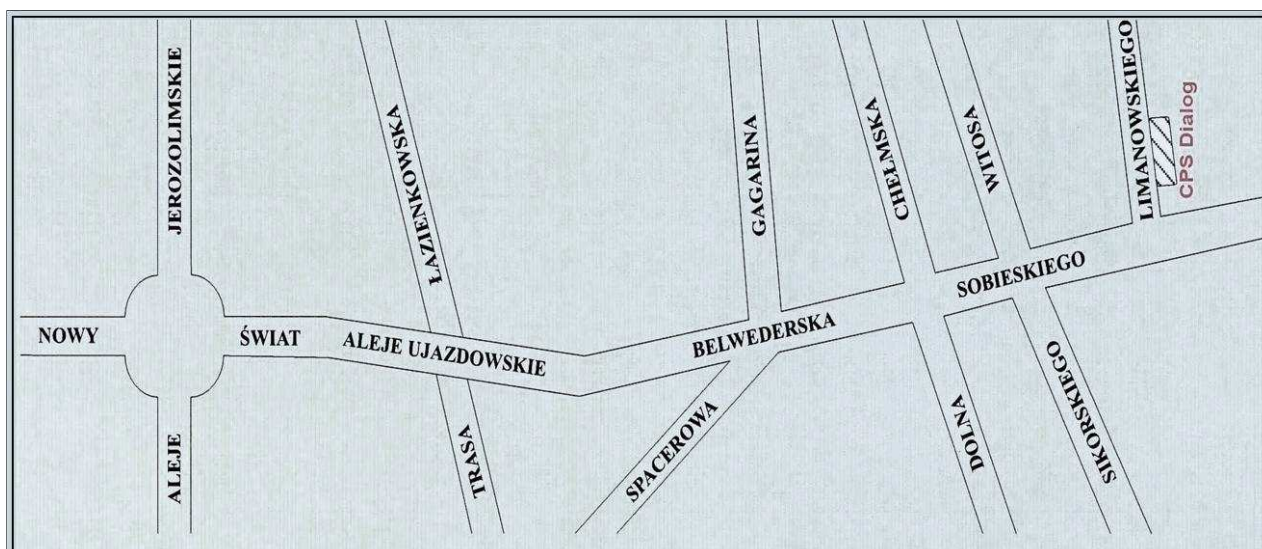 JEROZOLIMSKIE
ALEJE
NOWY ŚWIAT
ALEJE UJAZDOWSKIE
ŁAZIENKOWSKA
TRASA
BELWEDERSKA
GAGARINA
SPACEROWA
CHEŁMSKA
DOLNA
WITOSA
SIKORSKIEGO
SOBIESKIEGO
LIMANOWSKIEGO
CPS Dialog